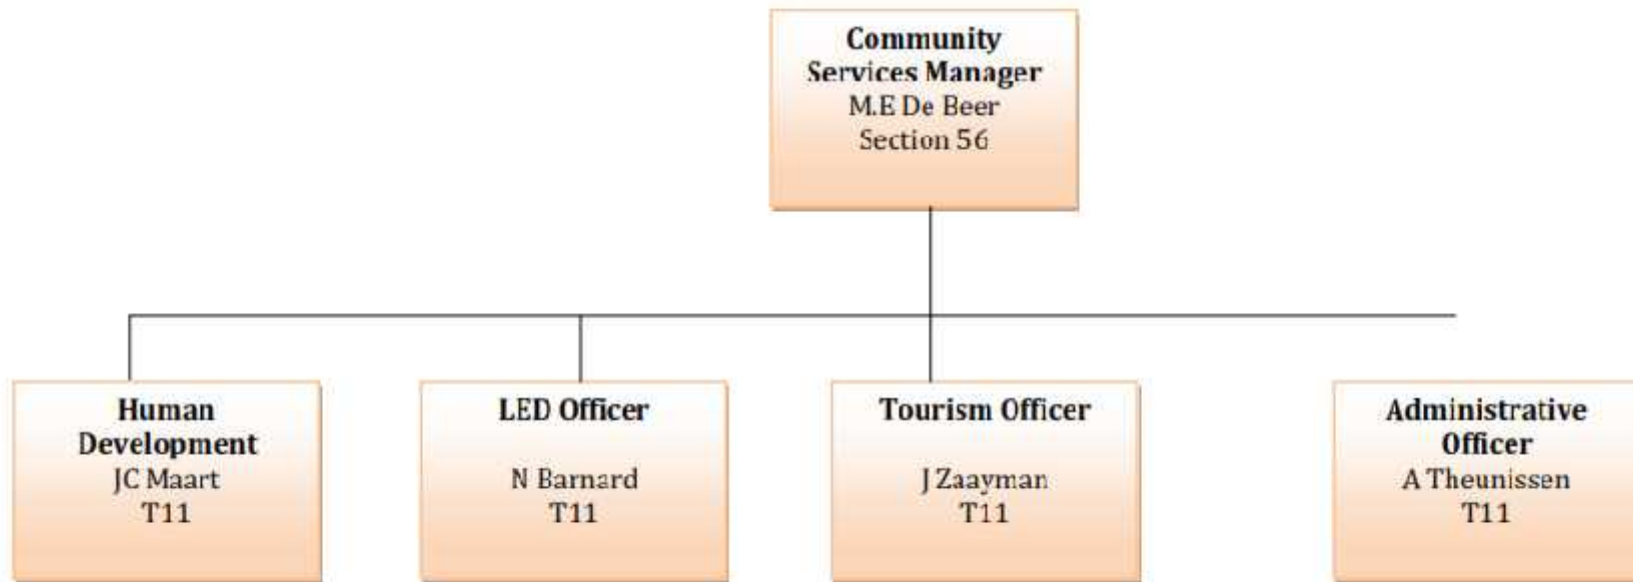 Community
Services Manager
M.E De Beer
Section 56
Human
Development
JC Maart
T11
LED Officer
N Barnard
T11
Tourism Officer
J Zaayman
T11
Administrative
Officer
A Theunissen
T11